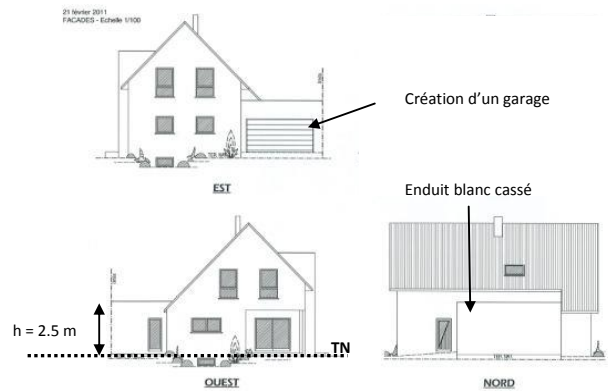 21 février 2011
FACADES - Echelle 1/100
Création d'un garage
EST
Enduit blanc cassé
h = 2.5 m
TN
OUEST
NORD